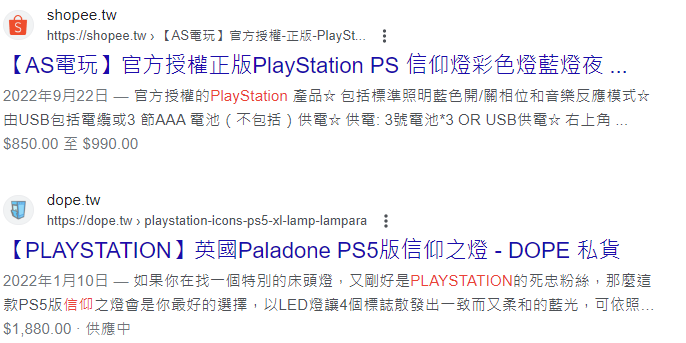 shopee.tw
https://shopee.tw › 【AS電玩】官方授權-正版-PlaySt...
【AS電玩】官方授權正版PlayStation PS 信仰燈彩色燈藍燈夜 ...
2022年9月22日 — 官方授權的PlayStation 產品☆ 包括標準照明藍色開/關相位和音樂反應模式☆
由USB包括電纜或3 節AAA 電池（不包括）供電☆ 供電: 3號電池*3 OR USB供電☆ 右上角 ...
$850.00 至 $990.00
dope.tw
https://dope.tw › playstation-icons-ps5-xl-lamp-lampara
【PLAYSTATION】英國Paladone PS5版信仰之燈 - DOPE 私貨
2022年1月10日 — 如果你在找一個特別的床頭燈，又剛好是PLAYSTATION的死忠粉絲，那麼這
款PS5版信仰之燈會是你最好的選擇，以LED燈讓4個標誌散發出一致而又柔和的藍光，可依照...
$1,880.00 · 供應中